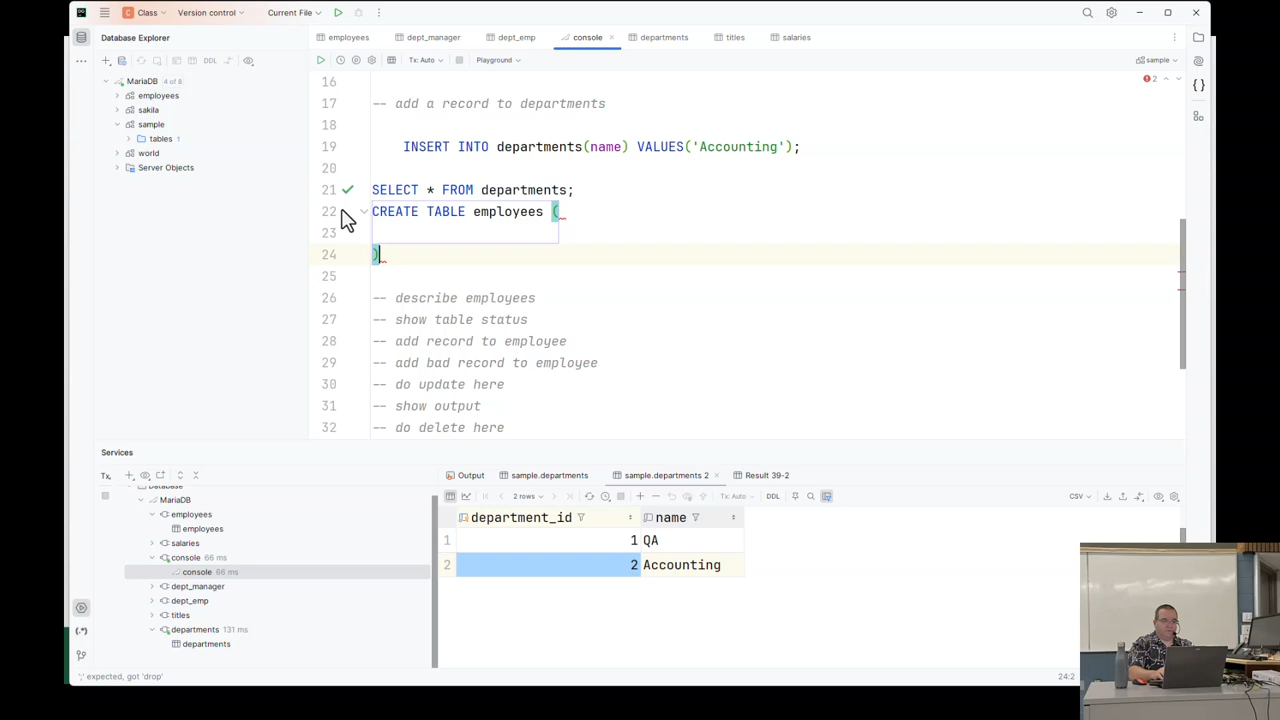 Class
Version control
Current File
Database Explorer
employees
dept_manager
dept_emp
console
departments
titles
salaries
DDL
Tx: Auto
Playground
sample
MariaDB 4 of 8
employees
sakila
sample
tables 1
world
Server Objects
2
16
17 -- add a record to departments
18
19 INSERT INTO departments(name) VALUES('Accounting');
20
21 SELECT * FROM departments;
22 CREATE TABLE employees (
23
24 )
25
26 -- describe employees
27 -- show table status
28 -- add record to employee
29 -- add bad record to employee
30 -- do update here
31 -- show output
32 -- do delete here
Services
Tx
Database
MariaDB
employees
employees
salaries
console 66 ms
console 66 ms
dept_manager
dept_emp
titles
departments 131 ms
departments
Output
sample.departments
sample.departments 2
Result 39-2
2 rows
Tx: Auto
DDL
CSV
department_id name
1 1 QA
2 2 Accounting
'(' expected, got 'drop'
24:2